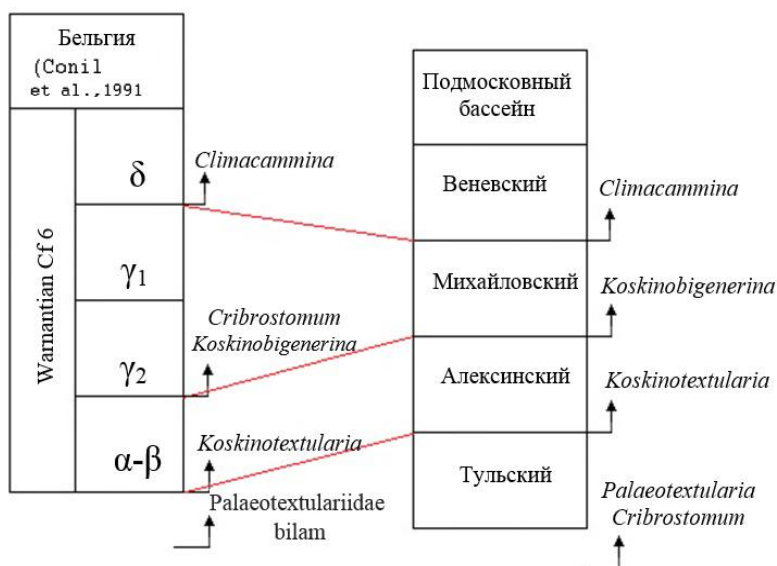 Бельгия
(Conil
et al.,1991
Warnantian Cf 6
δ
γ1
γ2
α-β
Climacammina
Cribrostomum
Koskinobigenerina
Koskinotextularia
Palaeotextulariidae
bilam
Подмосковный
бассейн
Веневский
Михайловский
Алексинский
Тульский
Climacammina
Koskinobigenerina
Koskinotextularia
Palaeotextularia
Cribrostomum